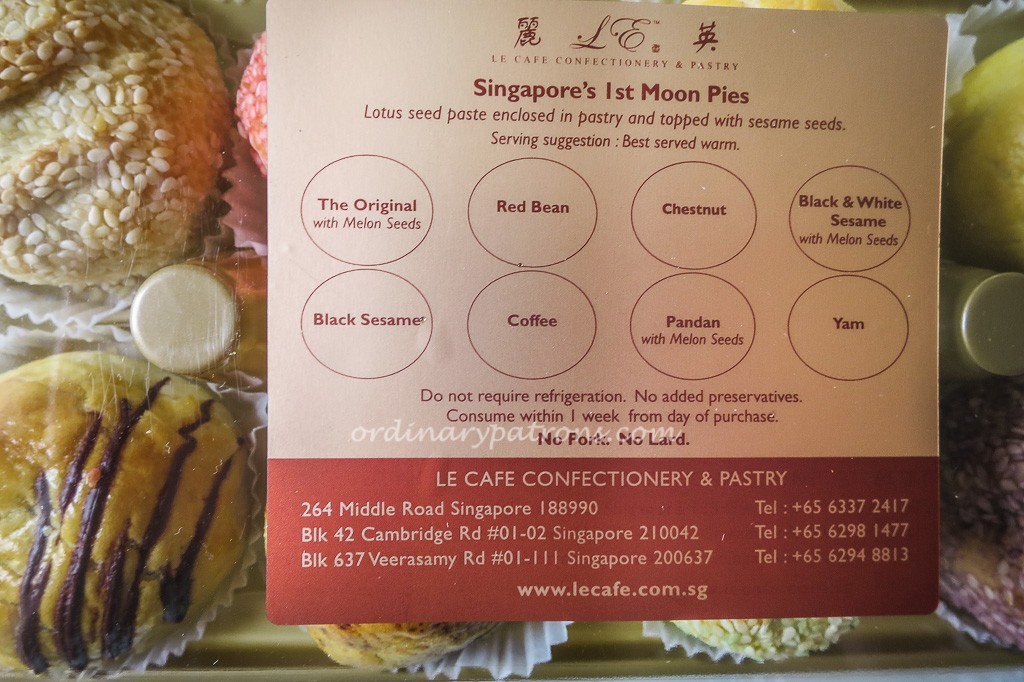 麗 LE™ 英
LE CAFE CONFECTIONERY & PASTRY
Singapore's 1st Moon Pies
Lotus seed paste enclosed in pastry and topped with sesame seeds.
Serving suggestion : Best served warm.
The Original
with Melon Seeds
Red Bean
Chestnut
Black & White
Sesame
with Melon Seeds
Black Sesame
Coffee
Pandan
with Melon Seeds
Yam
Do not require refrigeration. No added preservatives.
Consume within 1 week from day of purchase.
ordinarypatrons.com
No Pork. No Lard.
LE CAFE CONFECTIONERY & PASTRY
264 Middle Road Singapore 188990 Tel : +65 6337 2417
Blk 42 Cambridge Rd #01-02 Singapore 210042 Tel : +65 6298 1477
Blk 637 Veerasamy Rd #01-111 Singapore 200637 Tel : +65 6294 8813
www.lecafe.com.sg